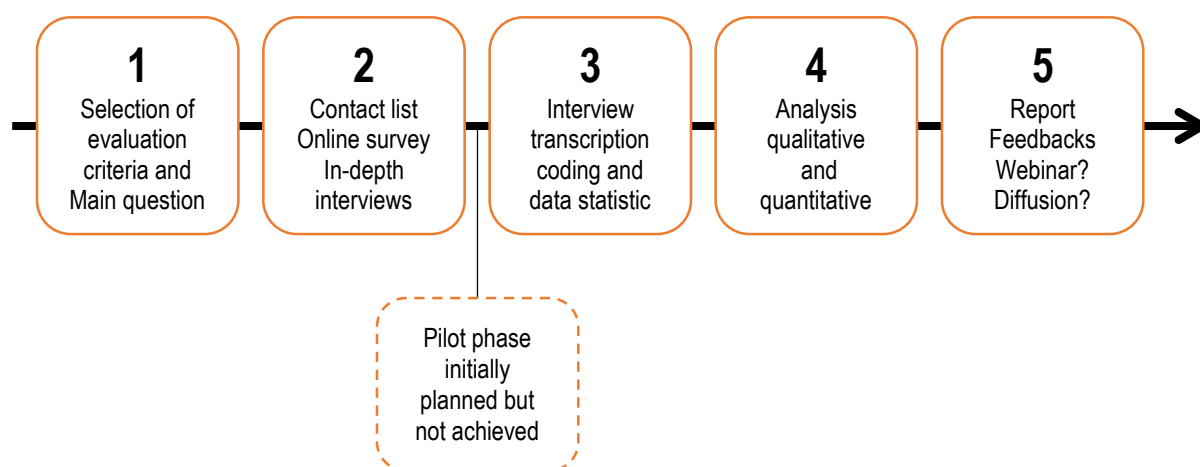 1
Selection of
evaluation
criteria and
Main question
2
Contact list
Online survey
In-depth
interviews
3
Interview
transcription
coding and
data statistic
4
Analysis
qualitative
and
quantitative
5
Report
Feedbacks
Webinar?
Diffusion?
Pilot phase
initially
planned but
not achieved